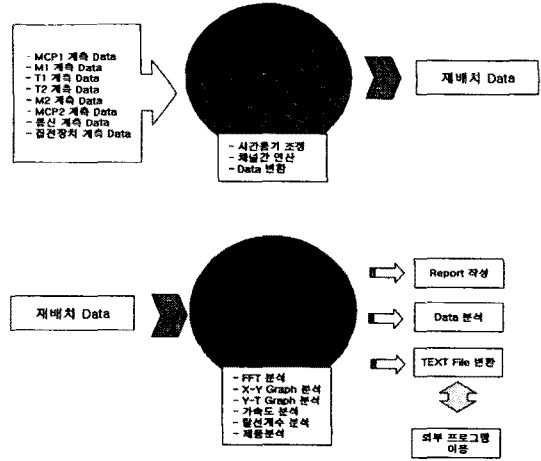 - MCP1 계측 Data
- M1 계측 Data
- T1 계측 Data
- T2 계측 Data
- M2 계측 Data
- MCP2 계측 Data
- 통신 계측 Data
- 집전장치 계측 Data
재배치 Data
- 시간동기 조정
- 채널간 연산
- Data 변환
재배치 Data
- FFT 분석
- X-Y Graph 분석
- Y-T Graph 분석
- 가속도 분석
- 탈선계수 분석
- 제동분석
Report 작성
Data 분석
TEXT File 변환
외부 프로그램
이용